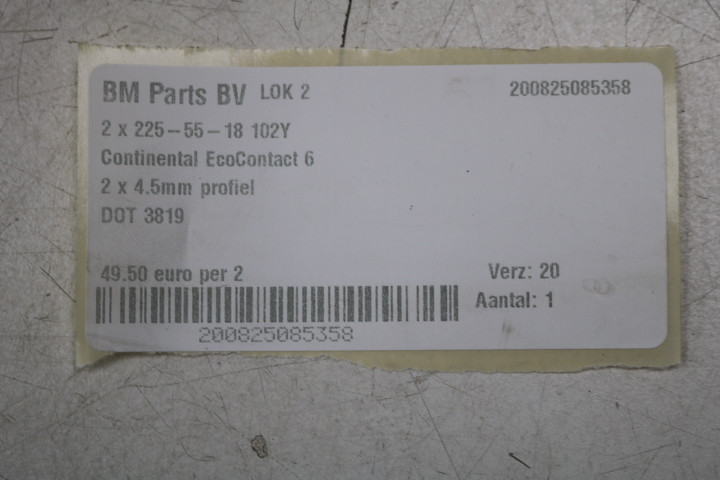 BM Parts BV LOK 2 200825085358
2 x 225-55-18 102Y
Continental EcoContact 6
2 x 4.5mm profiel
DOT 3819
49.50 euro per 2 Verz: 20
Aantal: 1
200825085358